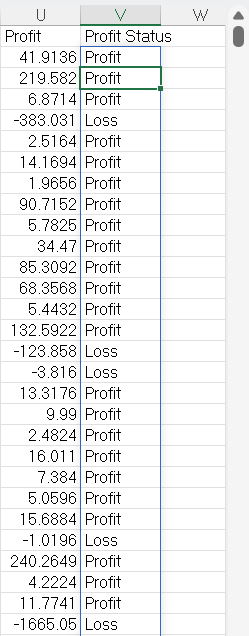 U V W
Profit Profit Status
41.9136 Profit
219.582 Profit
6.8714 Profit
-383.031 Loss
2.5164 Profit
14.1694 Profit
1.9656 Profit
90.7152 Profit
5.7825 Profit
34.47 Profit
85.3092 Profit
68.3568 Profit
5.4432 Profit
132.5922 Profit
-123.858 Loss
-3.816 Loss
13.3176 Profit
9.99 Profit
2.4824 Profit
16.011 Profit
7.384 Profit
5.0596 Profit
15.6884 Profit
-1.0196 Loss
240.2649 Profit
4.2224 Profit
11.7741 Profit
-1665.05 Loss